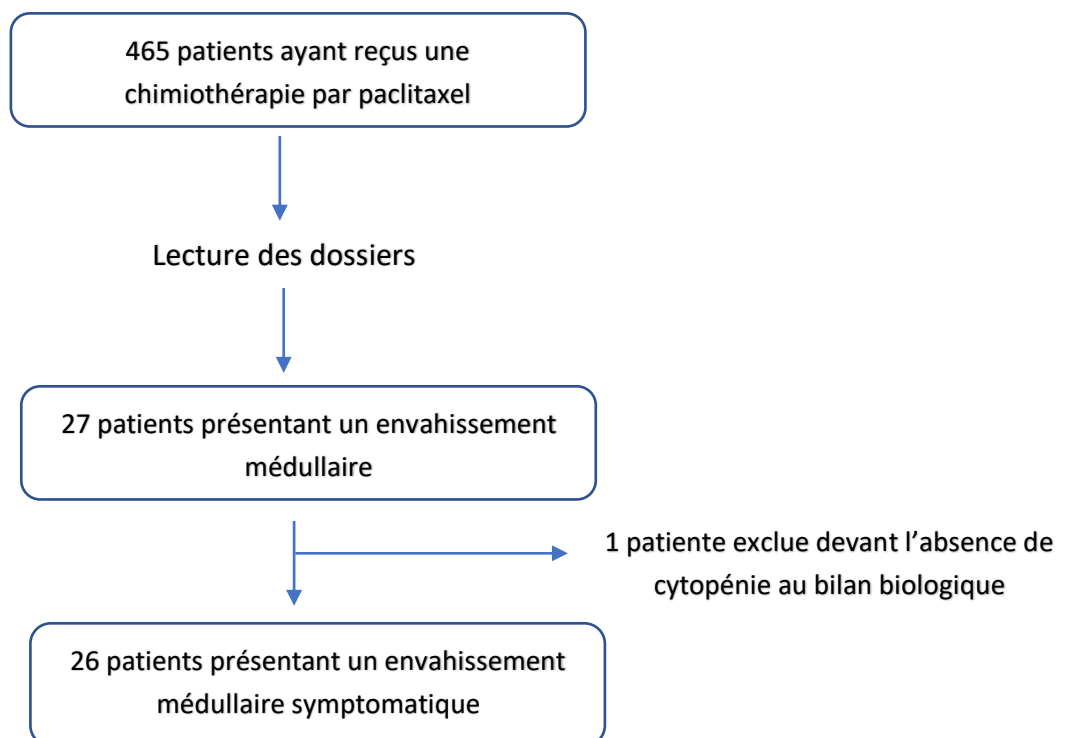 465 patients ayant reçus une
chimiothérapie par paclitaxel
Lecture des dossiers
27 patients présentant un envahissement
médullaire
1 patiente exclue devant l’absence de
cytopénie au bilan biologique
26 patients présentant un envahissement
médullaire symptomatique